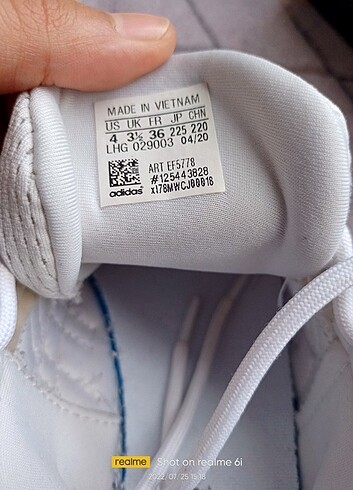 MADE IN VIETNAM
US UK FR JP CHN
4 3½ 36 225 220
LHG 029003 04/20
ART EF5778
#125443828
x178MWCJ00018
adidas
realme Shot on realme 6i
2022/07/25 15:18